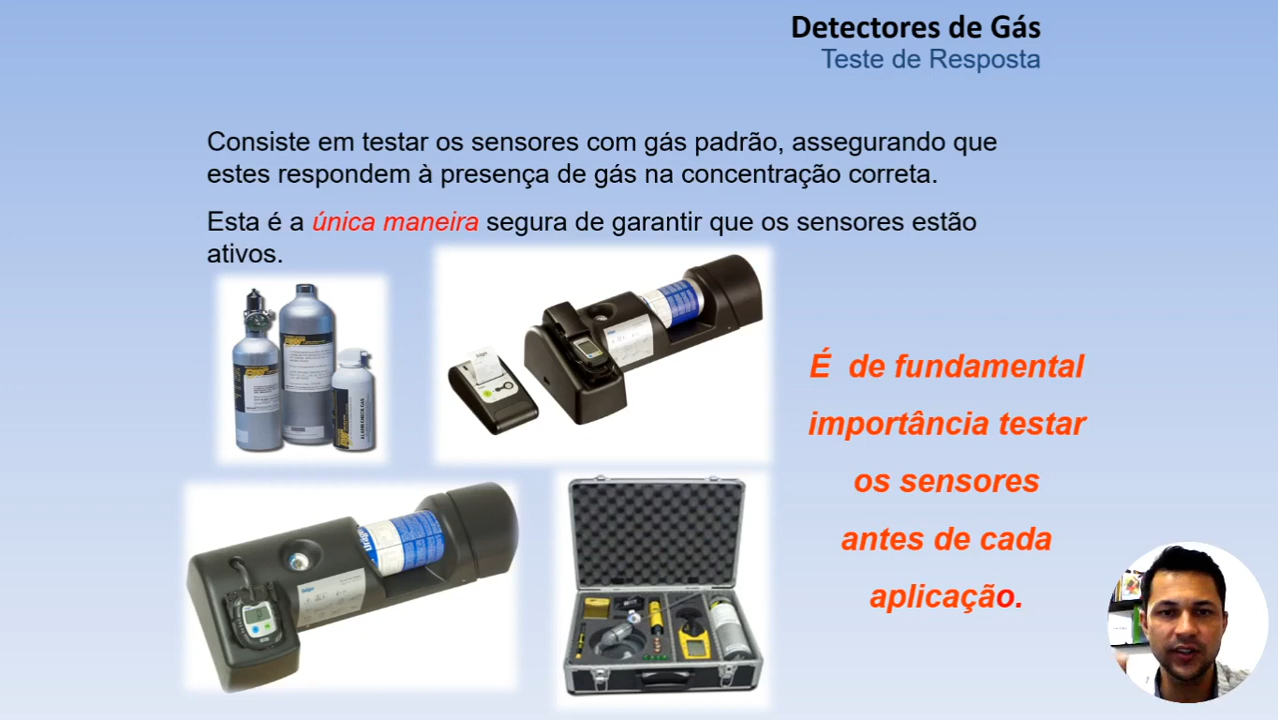 Detectores de Gás
Teste de Resposta
Consiste em testar os sensores com gás padrão, assegurando que
estes respondem à presença de gás na concentração correta.
Esta é a única maneira segura de garantir que os sensores estão
ativos.
É de fundamental
importância testar
os sensores
antes de cada
aplicação.